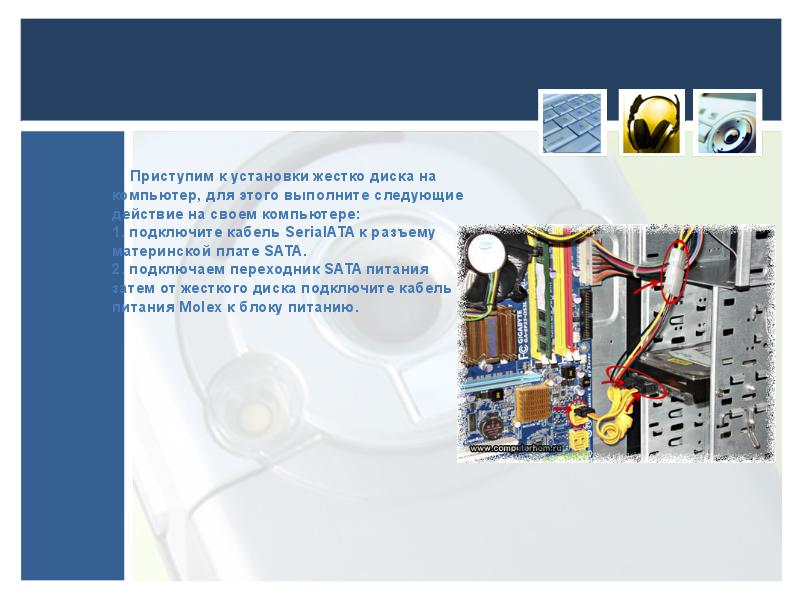 Приступим к установки жестко диска на
компьютер, для этого выполните следующие
действие на своем компьютере:
1. подключите кабель SerialATA к разъему
материнской плате SATA.
2. подключаем переходник SATA питания
затем от жесткого диска подключите кабель
питания Molex к блоку питанию.
GIGABYTE
www.computerhom.ru